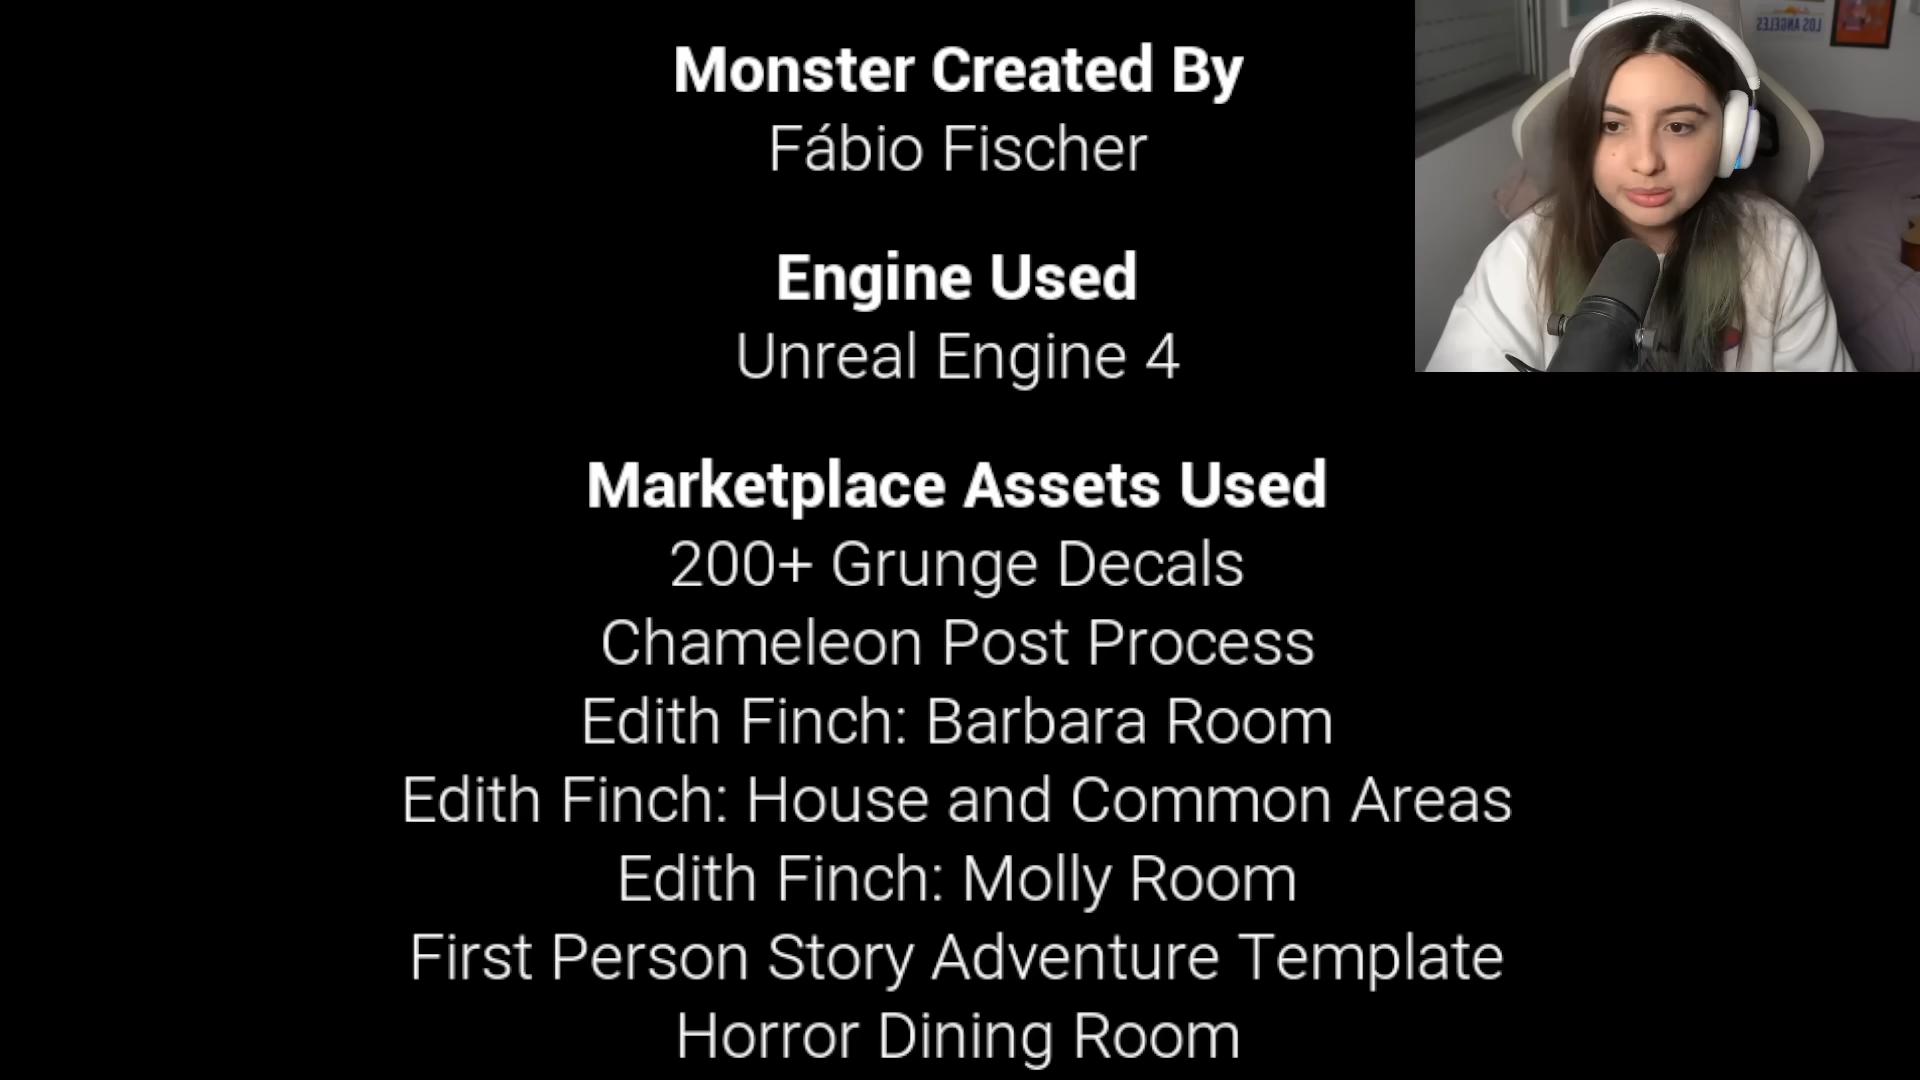 Monster Created By
Fábio Fischer
Engine Used
Unreal Engine 4
Marketplace Assets Used
200+ Grunge Decals
Chameleon Post Process
Edith Finch: Barbara Room
Edith Finch: House and Common Areas
Edith Finch: Molly Room
First Person Story Adventure Template
Horror Dining Room
LOS ANGELES